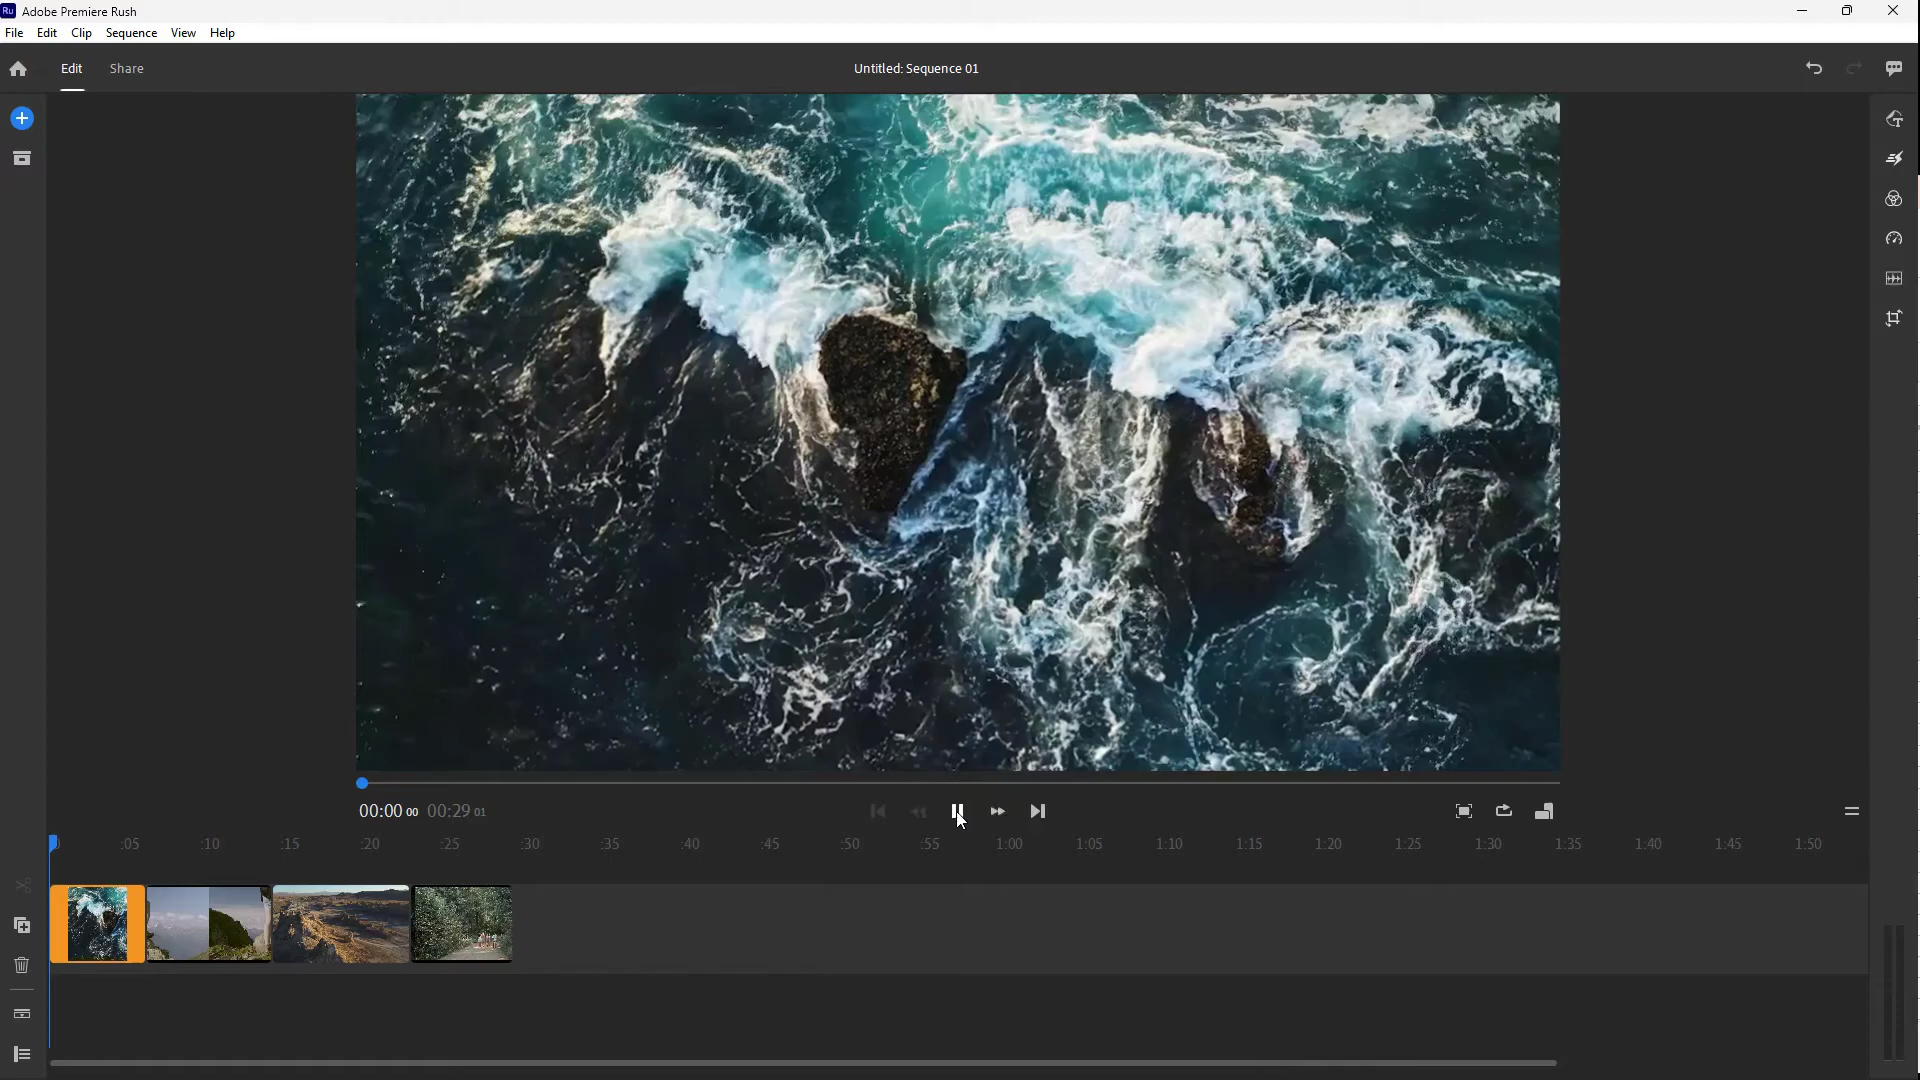 Ru Adobe Premiere Rush
File Edit Clip Sequence View Help
Edit Share Untitled: Sequence 01
00:00 00 00:29 01
:05 :10 :15 :20 :25 :30 :35 :40 :45 :50 :55 1:00 1:05 1:10 1:15 1:20 1:25 1:30 1:35 1:40 1:45 1:50